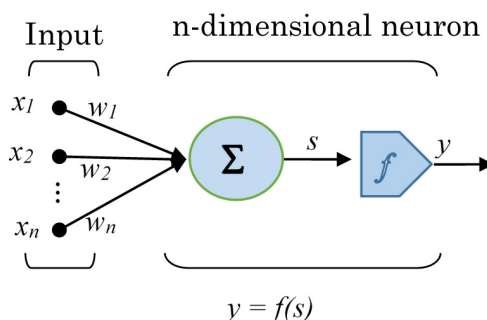 Input
n-dimensional neuron
x1
w1
x2
w2
⋮
xn
wn
Σ
s
f
y
y = f(s)